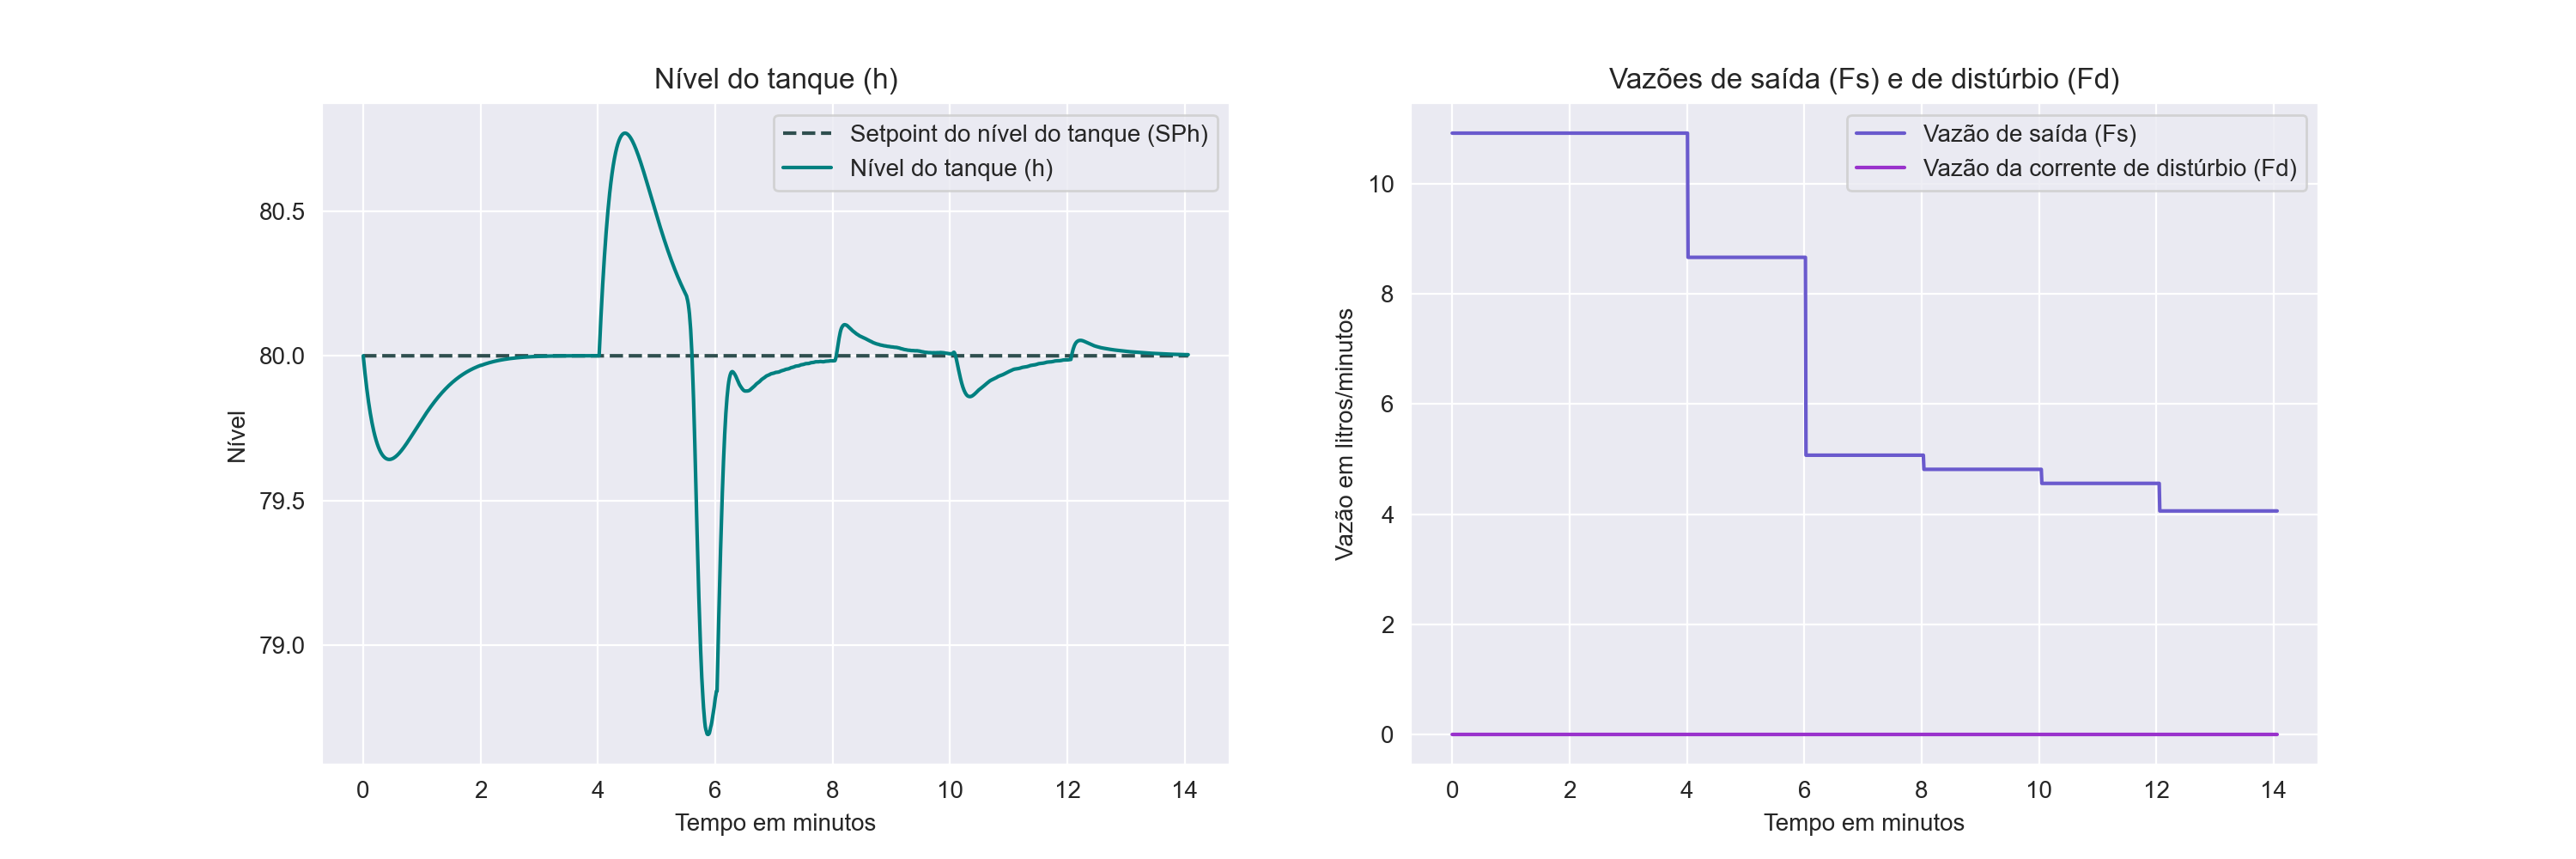 Nível do tanque (h)
Setpoint do nível do tanque (SPh)
Nível do tanque (h)
80.5
80.0
79.5
79.0
Nível
0 2 4 6 8 10 12 14
Tempo em minutos
Vazões de saída (Fs) e de distúrbio (Fd)
Vazão de saída (Fs)
Vazão da corrente de distúrbio (Fd)
10
8
6
4
2
0
Vazão em litros/minutos
0 2 4 6 8 10 12 14
Tempo em minutos